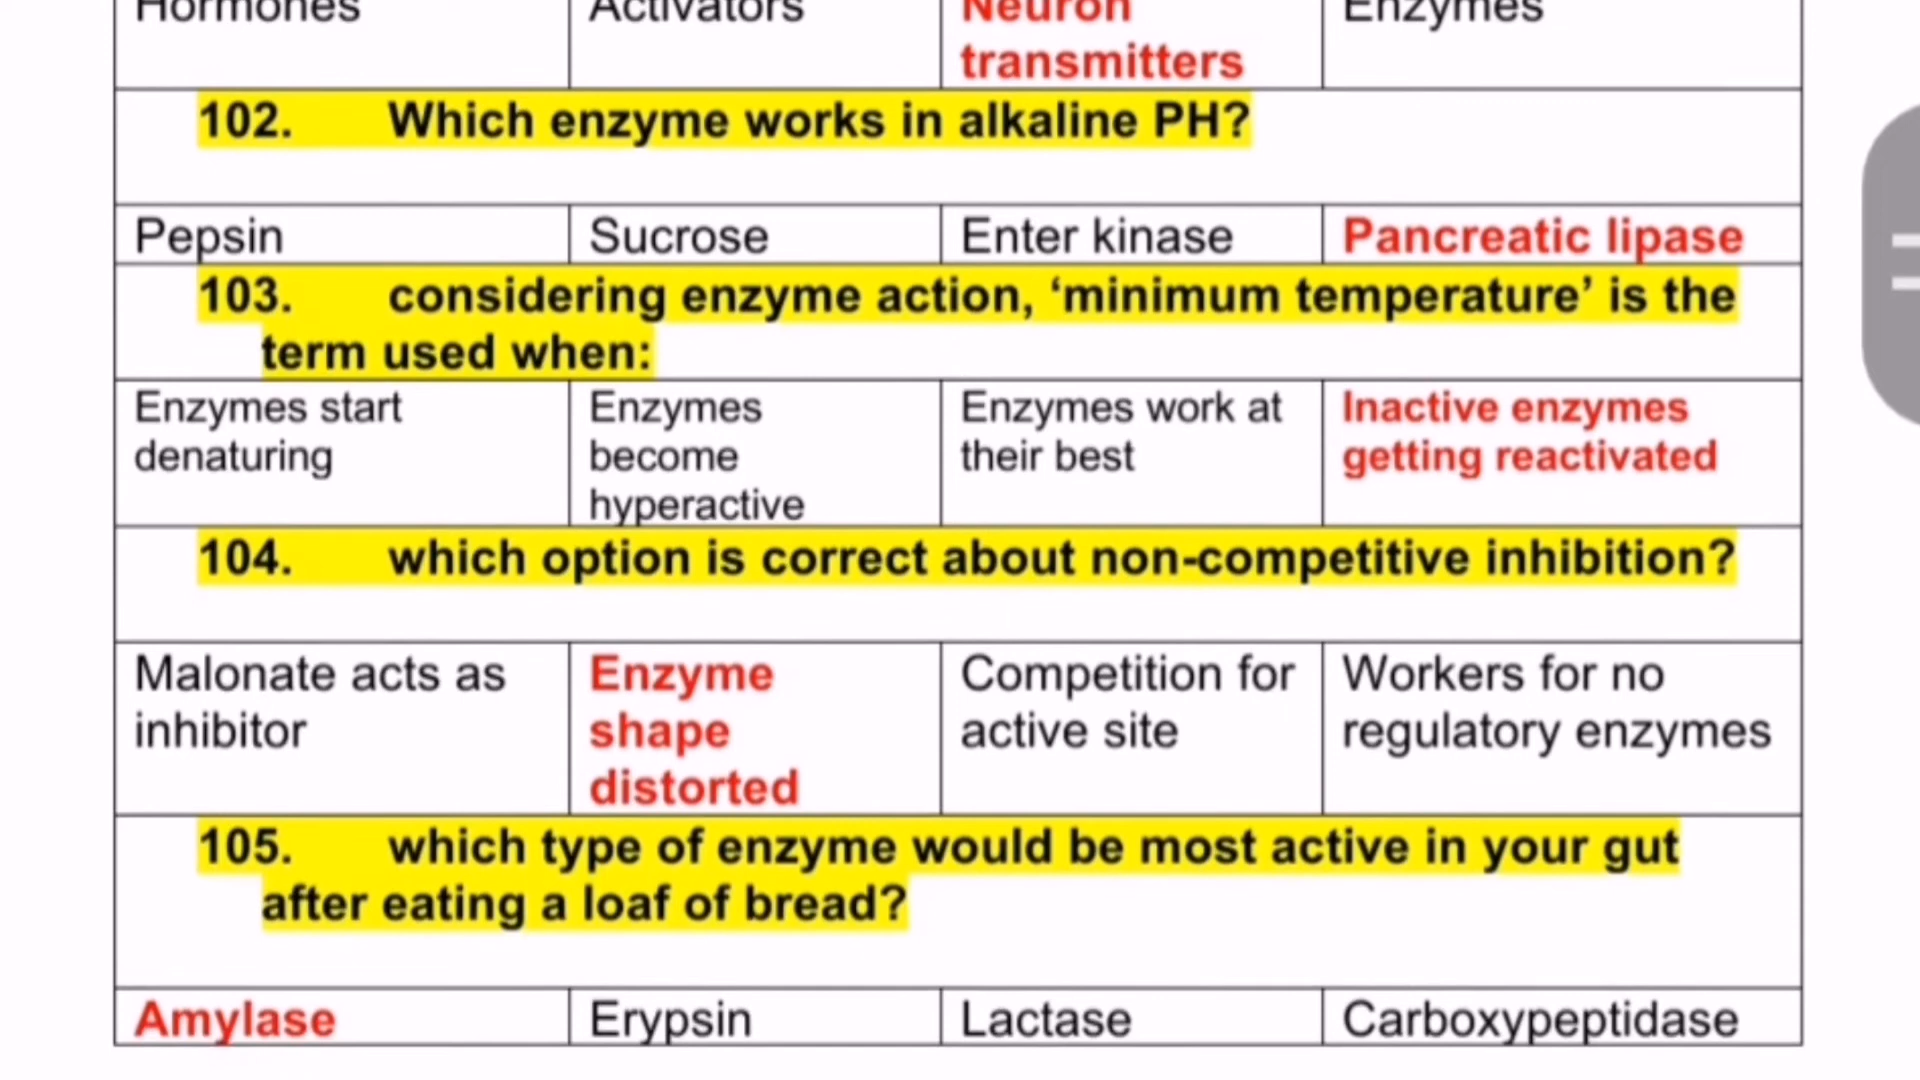 Hormones Activators Neuron Enzymes
transmitters
102. Which enzyme works in alkaline PH?
Pepsin Sucrose Enter kinase Pancreatic lipase
103. considering enzyme action, ‘minimum temperature’ is the
term used when:
Enzymes start Enzymes Enzymes work at Inactive enzymes
denaturing become their best getting reactivated
hyperactive
104. which option is correct about non-competitive inhibition?
Malonate acts as Enzyme Competition for Workers for no
inhibitor shape active site regulatory enzymes
distorted
105. which type of enzyme would be most active in your gut
after eating a loaf of bread?
Amylase Erypsin Lactase Carboxypeptidase